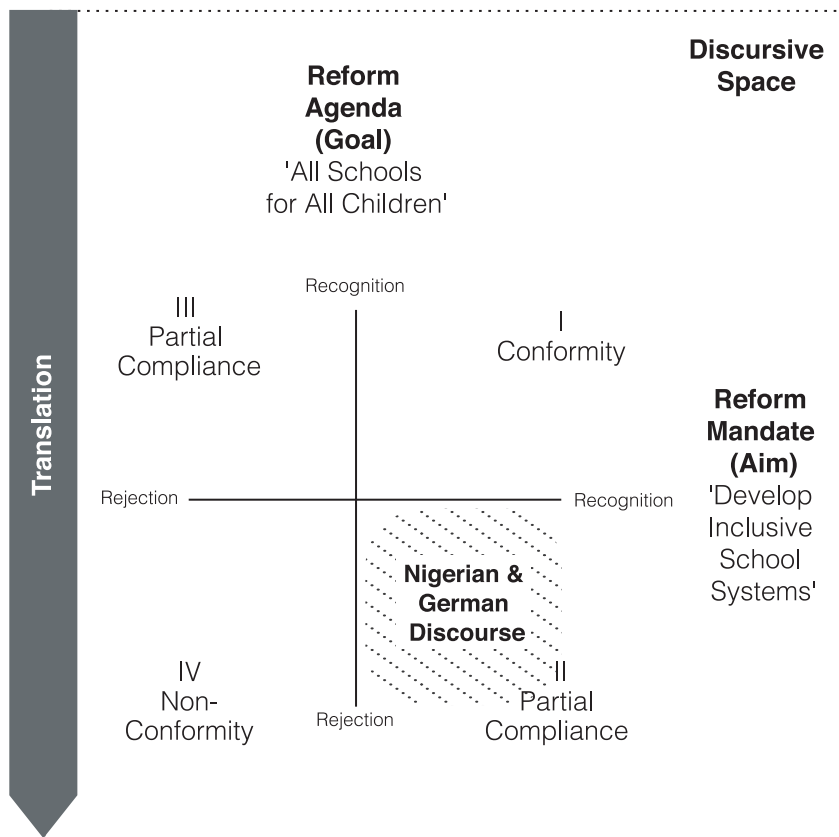 Discursive
Space
Reform
Agenda
(Goal)
'All Schools
for All Children'
Recognition
III
Partial
Compliance
I
Conformity
Translation
Reform
Mandate
(Aim)
'Develop
Inclusive
School
Systems'
Rejection
Recognition
Nigerian &
German
Discourse
IV
Non-
Conformity
Rejection
II
Partial
Compliance